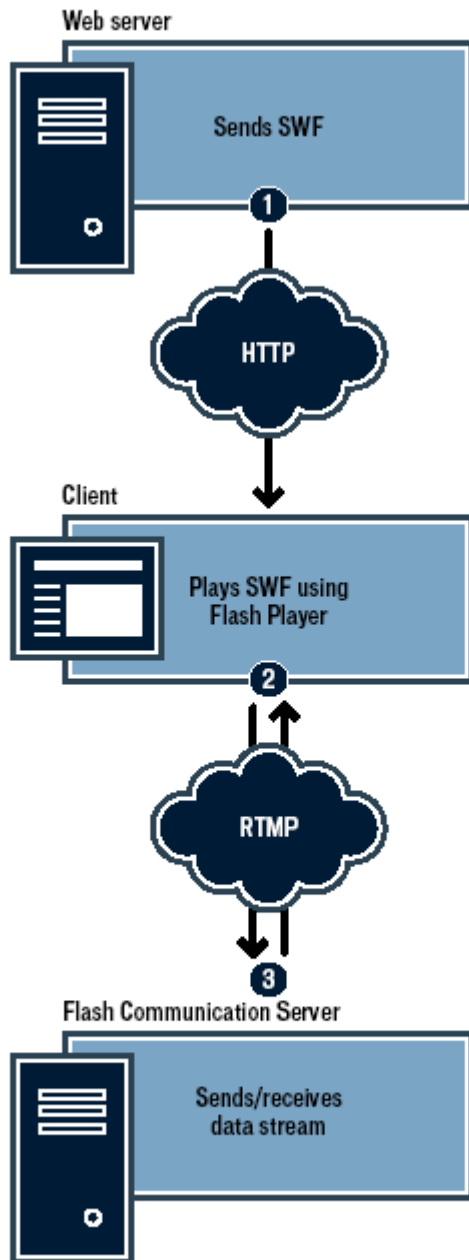 Web server
Sends SWF
1
HTTP
Client
Plays SWF using
Flash Player
2
RTMP
3
Flash Communication Server
Sends/receives
data stream